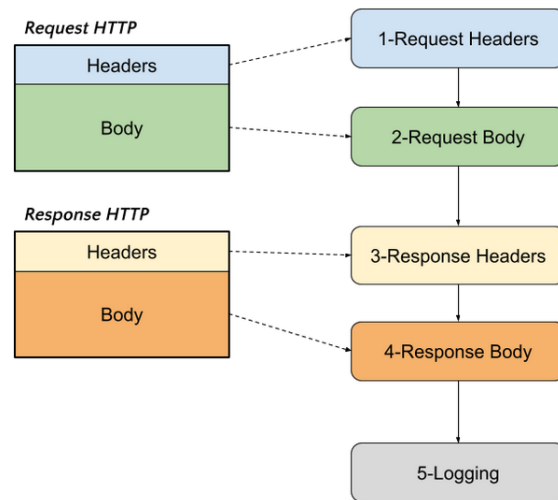 Request HTTP
Headers
Body
1-Request Headers
2-Request Body
Response HTTP
Headers
Body
3-Response Headers
4-Response Body
5-Logging